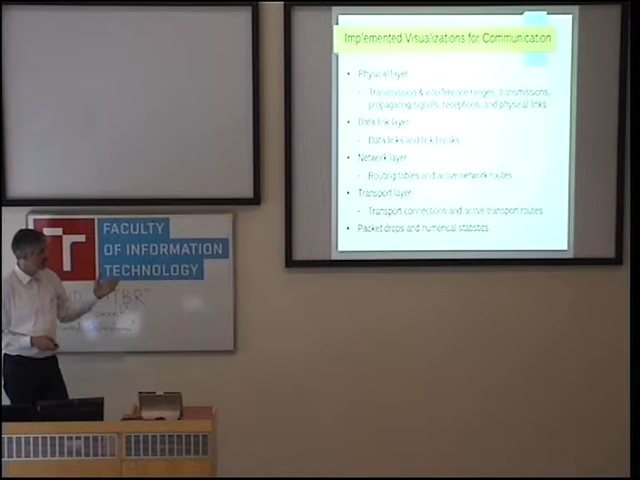 Implemented Visualizations for Communication
• Physical layer
- Transmission & interference ranges, transmissions,
propagating signals, receptions, and physical links
• Data link layer
- Data links and link breaks
• Network layer
- Routing tables and active network routes
• Transport layer
- Transport connections and active transport routes
• Packet drops and numerical statistics
FACULTY
OF INFORMATION
TECHNOLOGY